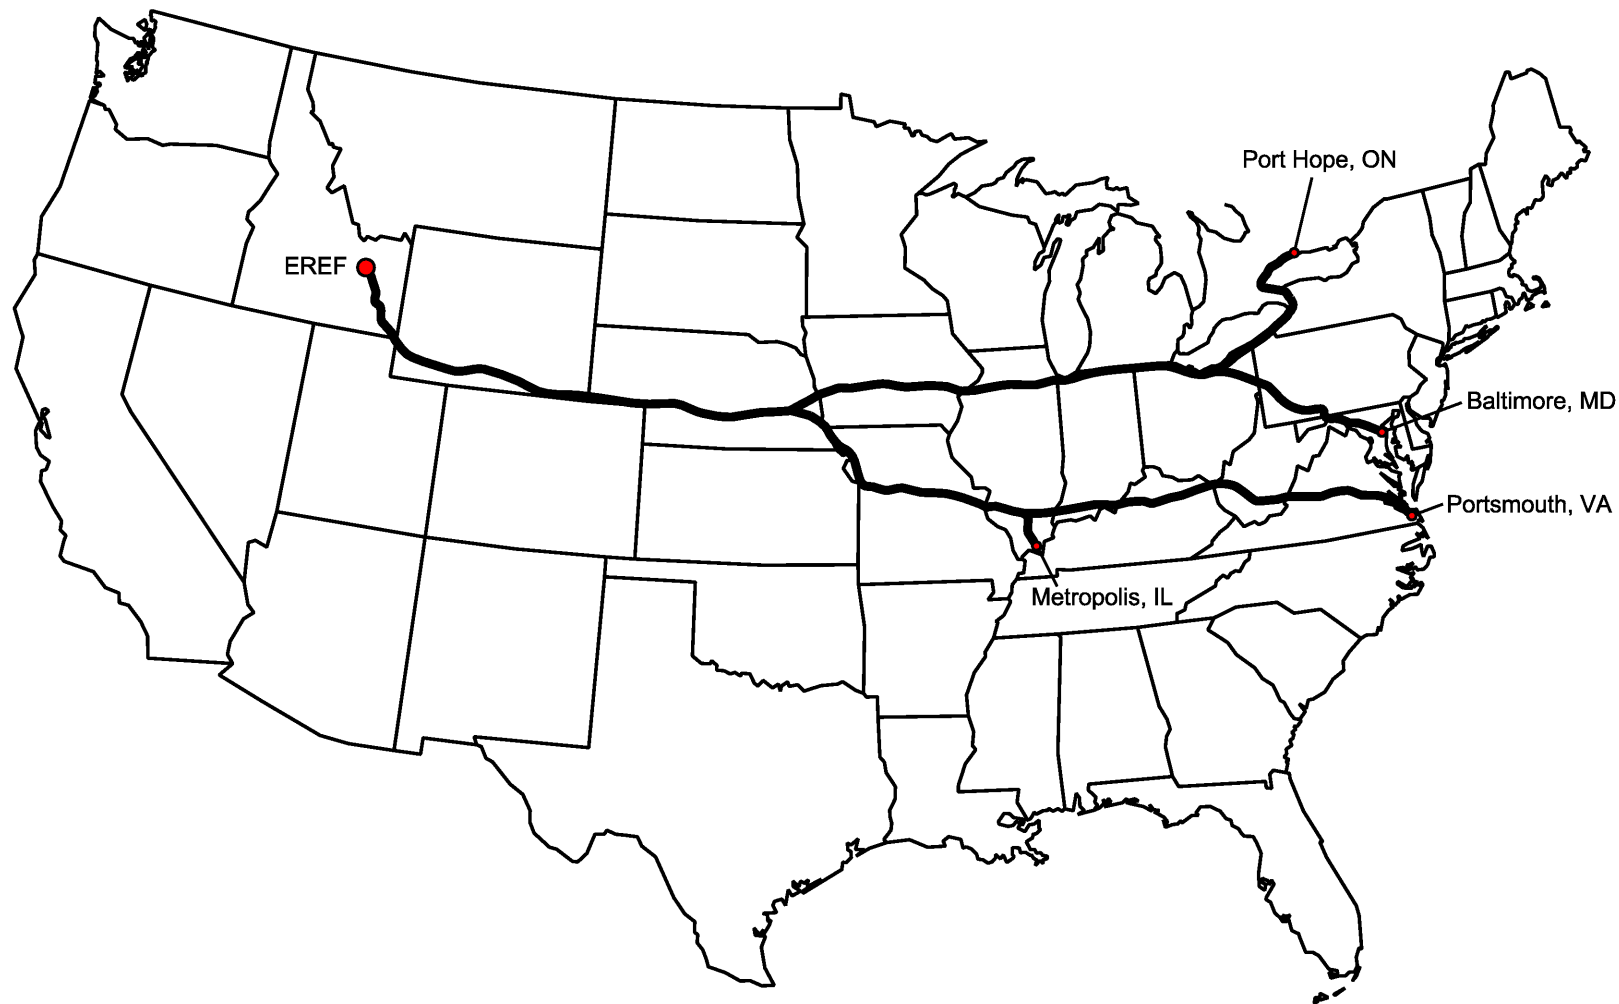 Port Hope, ON
EREF
Baltimore, MD
Portsmouth, VA
Metropolis, IL